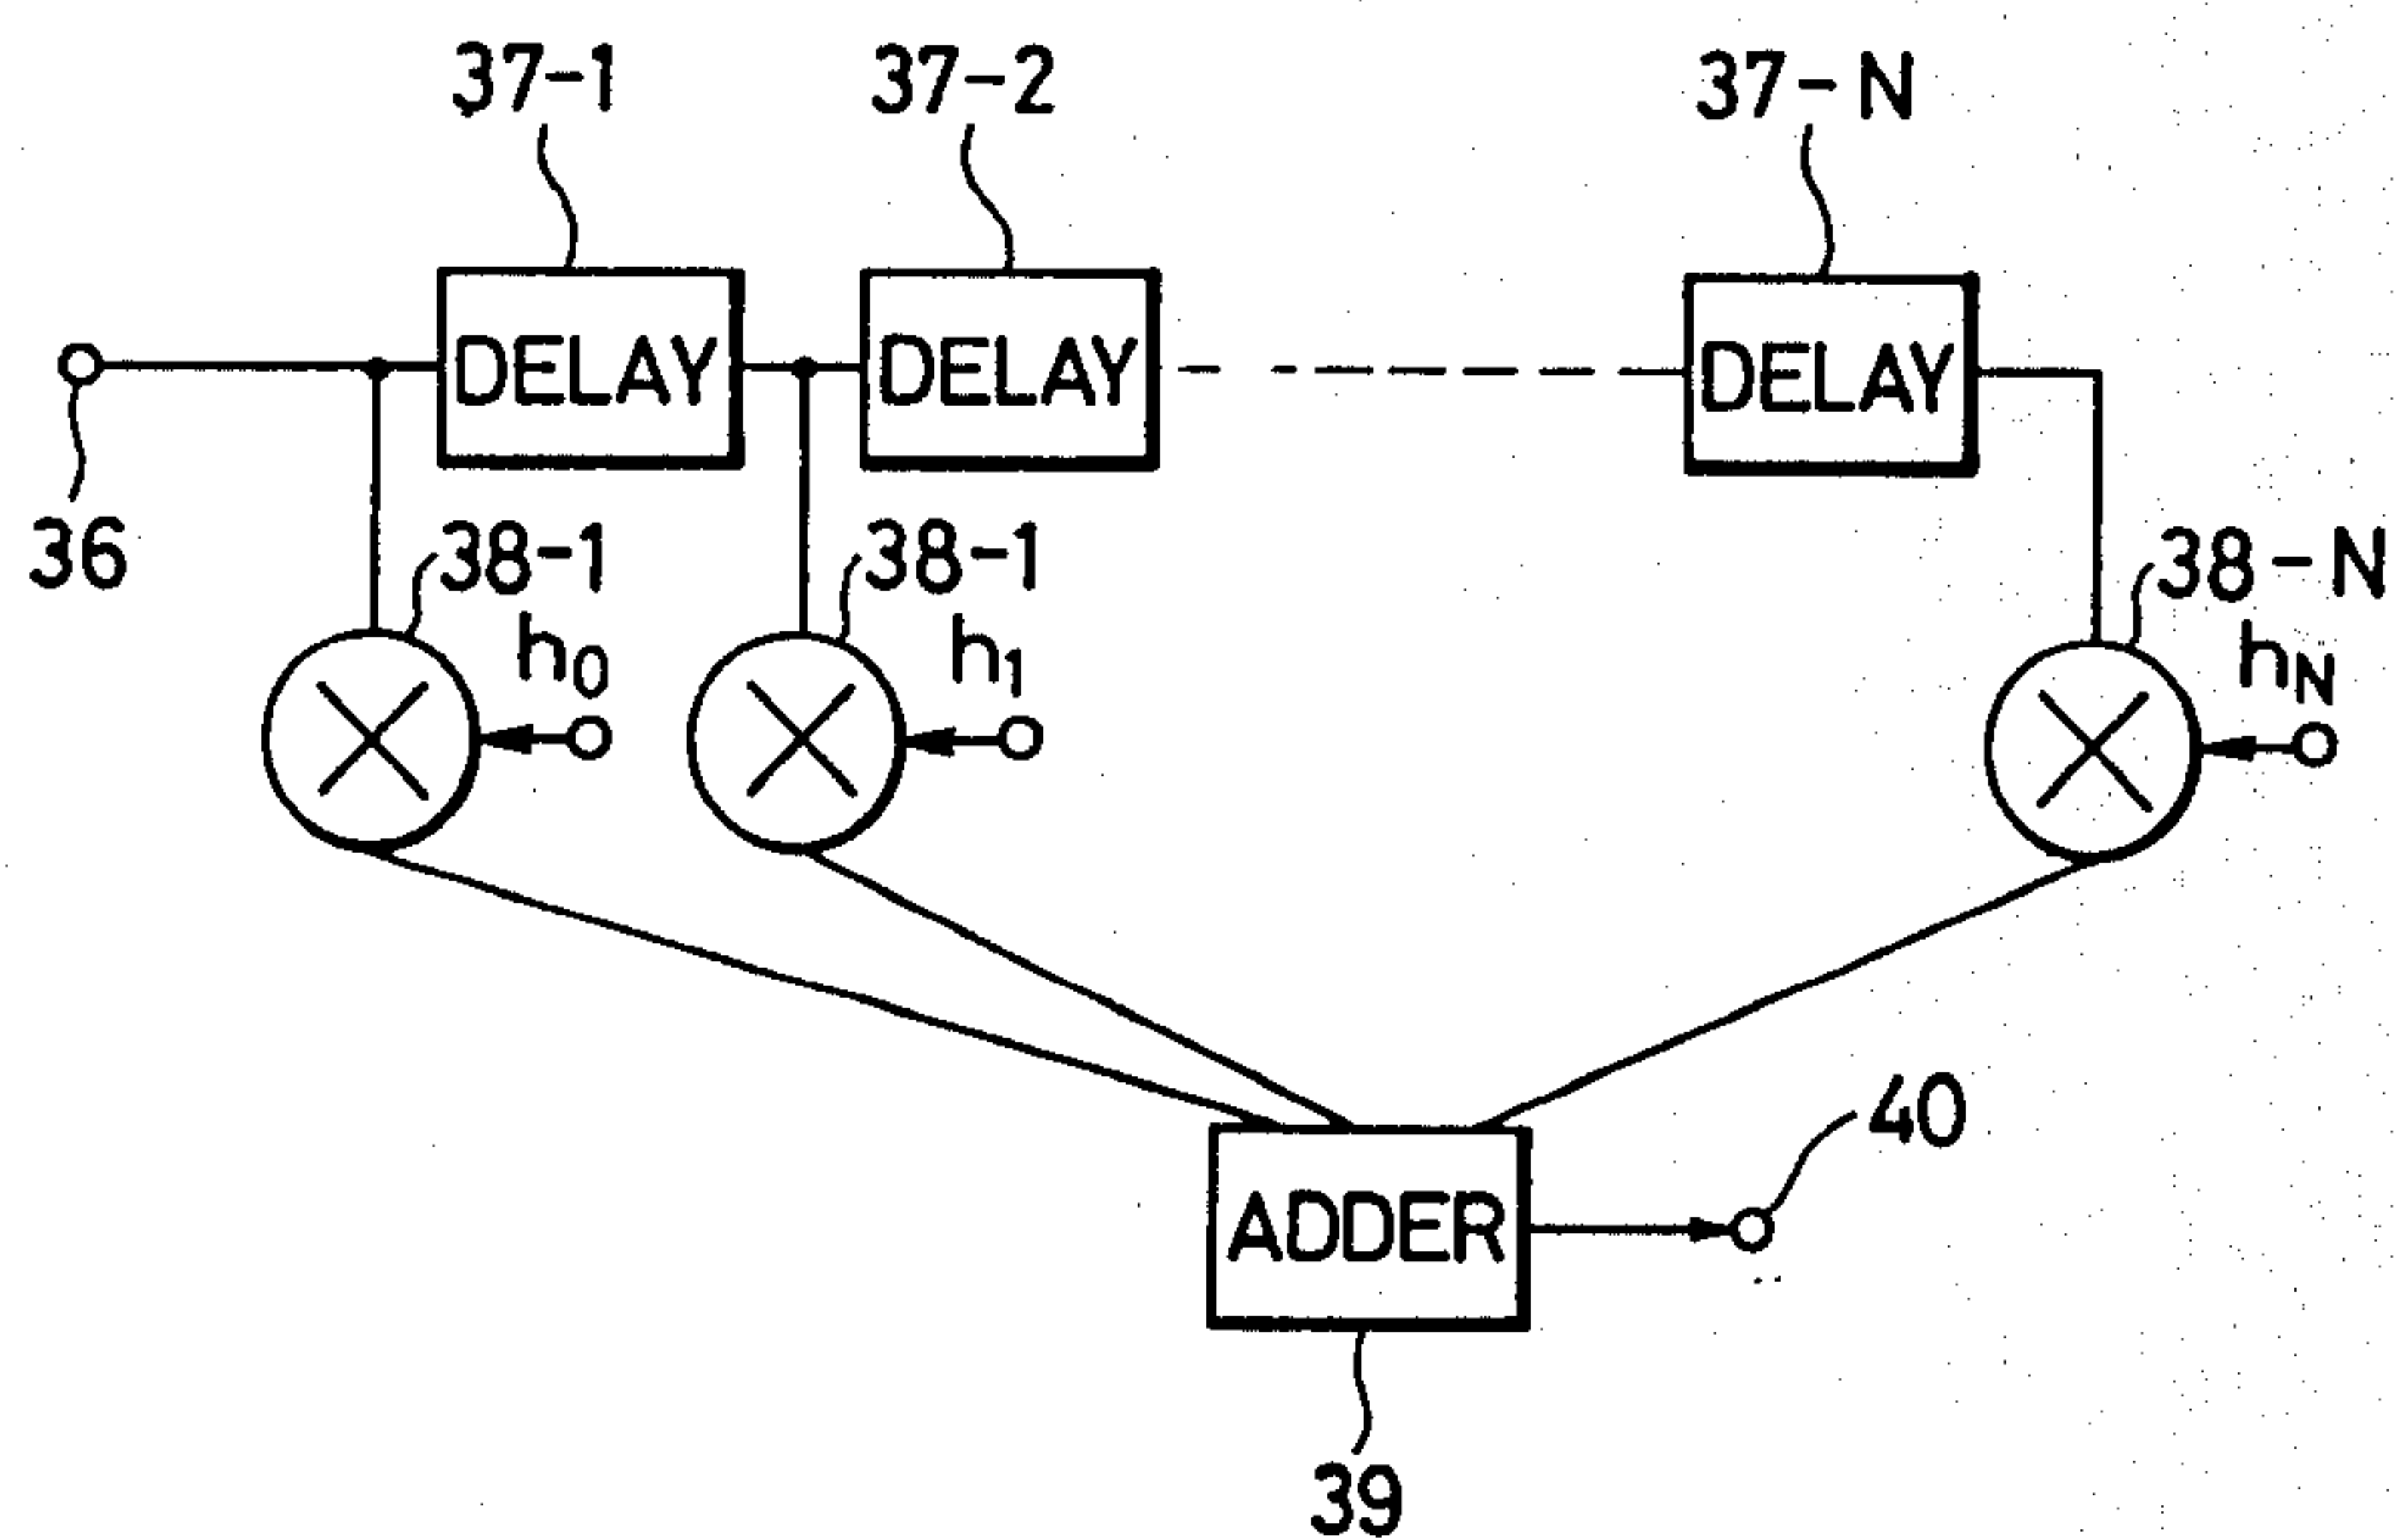 37-1 37-2 37-N
DELAY DELAY DELAY
36
38-1 38-1 38-N
h0 h1 hN
40
ADDER
39